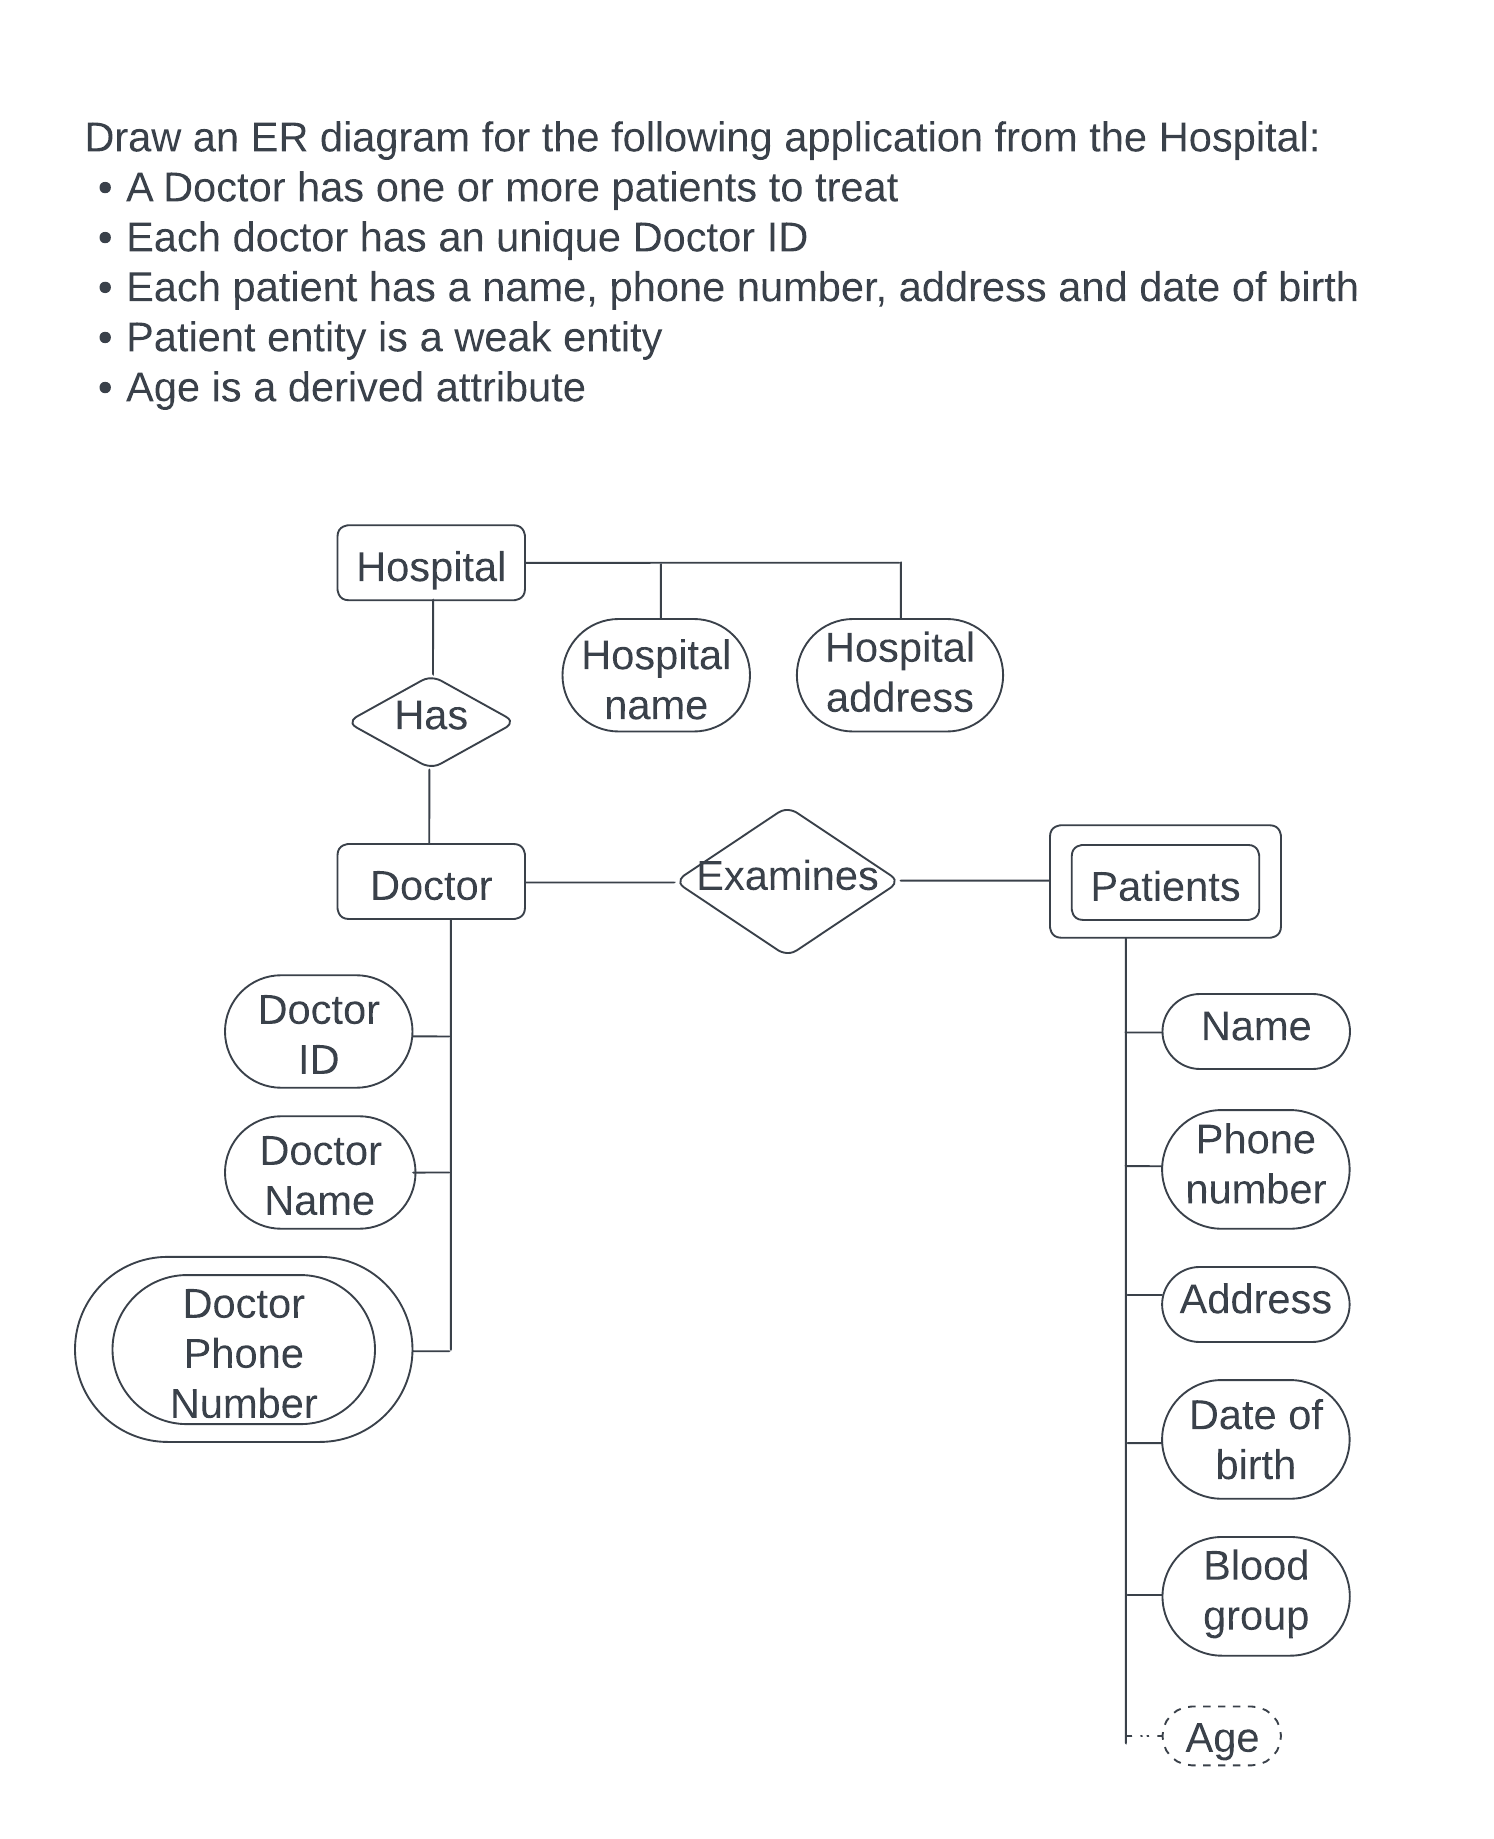 Draw an ER diagram for the following application from the Hospital:
• A Doctor has one or more patients to treat
• Each doctor has an unique Doctor ID
• Each patient has a name, phone number, address and date of birth
• Patient entity is a weak entity
• Age is a derived attribute
Hospital
Hospital
name
Hospital
address
Has
Doctor
Examines
Patients
Doctor
ID
Doctor
Name
Doctor
Phone
Number
Name
Phone
number
Address
Date of
birth
Blood
group
Age